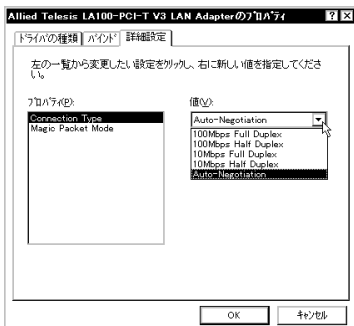 Allied Telesis LA100-PCI-T V3 LAN Adapterのﾌﾟﾛﾊﾟﾃｨ
ﾄﾞﾗｲﾊﾞの種類
ﾊﾞｲﾝﾄﾞ
詳細設定
左の一覧から変更したい設定をｸﾘｯｸし、右に新しい値を指定してくださ
い。
ﾌﾟﾛﾊﾟﾃｨ(P):
Connection Type
Magic Packet Mode
値(V):
Auto-Negotiation
100Mbps Full Duplex
100Mbps Half Duplex
10Mbps Full Duplex
10Mbps Half Duplex
Auto-Negotiation
OK
ｷｬﾝｾﾙ